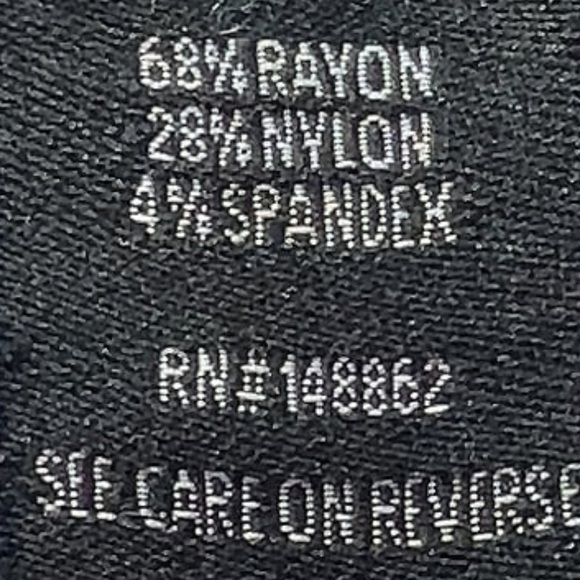 68% RAYON
28% NYLON
4% SPANDEX
RN# 148862
SEE CARE ON REVERSE